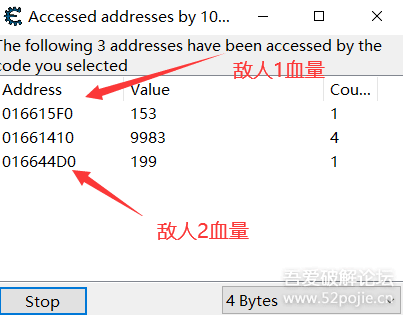 Accessed addresses by 10...
The following 3 addresses have been accessed by the
code you selected
敌人1血量
Address Value Cou...
016615F0 153 1
01661410 9983 4
016644D0 199 1
敌人2血量
吾爱破解论坛
Stop 4 Bytes
www.52pojie.cn